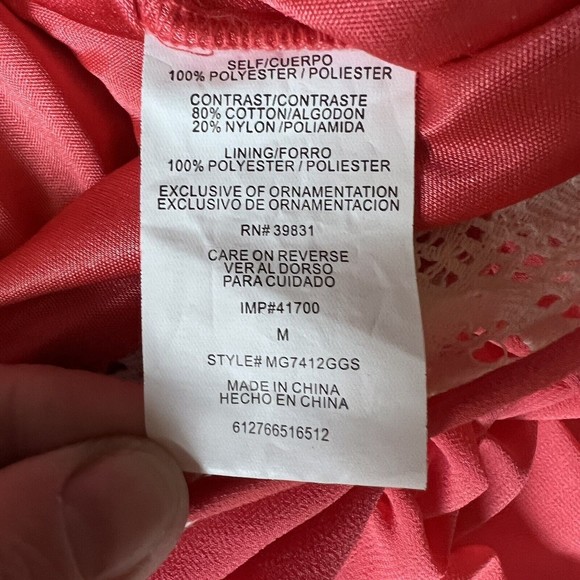 SELF/CUERPO
100% POLYESTER / POLIESTER
CONTRAST/CONTRASTE
80% COTTON/ALGODON
20% NYLON /POLIAMIDA
LINING/FORRO
100% POLYESTER / POLIESTER
EXCLUSIVE OF ORNAMENTATION
EXCLUSIVO DE ORNAMENTACION
RN# 39831
CARE ON REVERSE
VER AL DORSO
PARA CUIDADO
IMP#41700
M
STYLE# MG7412GGS
MADE IN CHINA
HECHO EN CHINA
612766516512